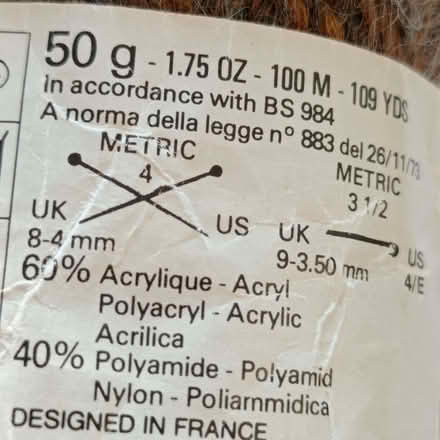 50 g - 1.75 OZ - 100 M - 109 YDS
In accordance with BS 984
A norma della legge nº 883 del 26/11/73
METRIC
4
UK
US
8-4 mm
METRIC
3 1/2
UK
US
9-3.50 mm
4/E
60% Acrylique - Acryl
Polyacryl - Acrylic
Acrilica
40% Polyamide - Polyamid
Nylon - Poliarnmidica
DESIGNED IN FRANCE